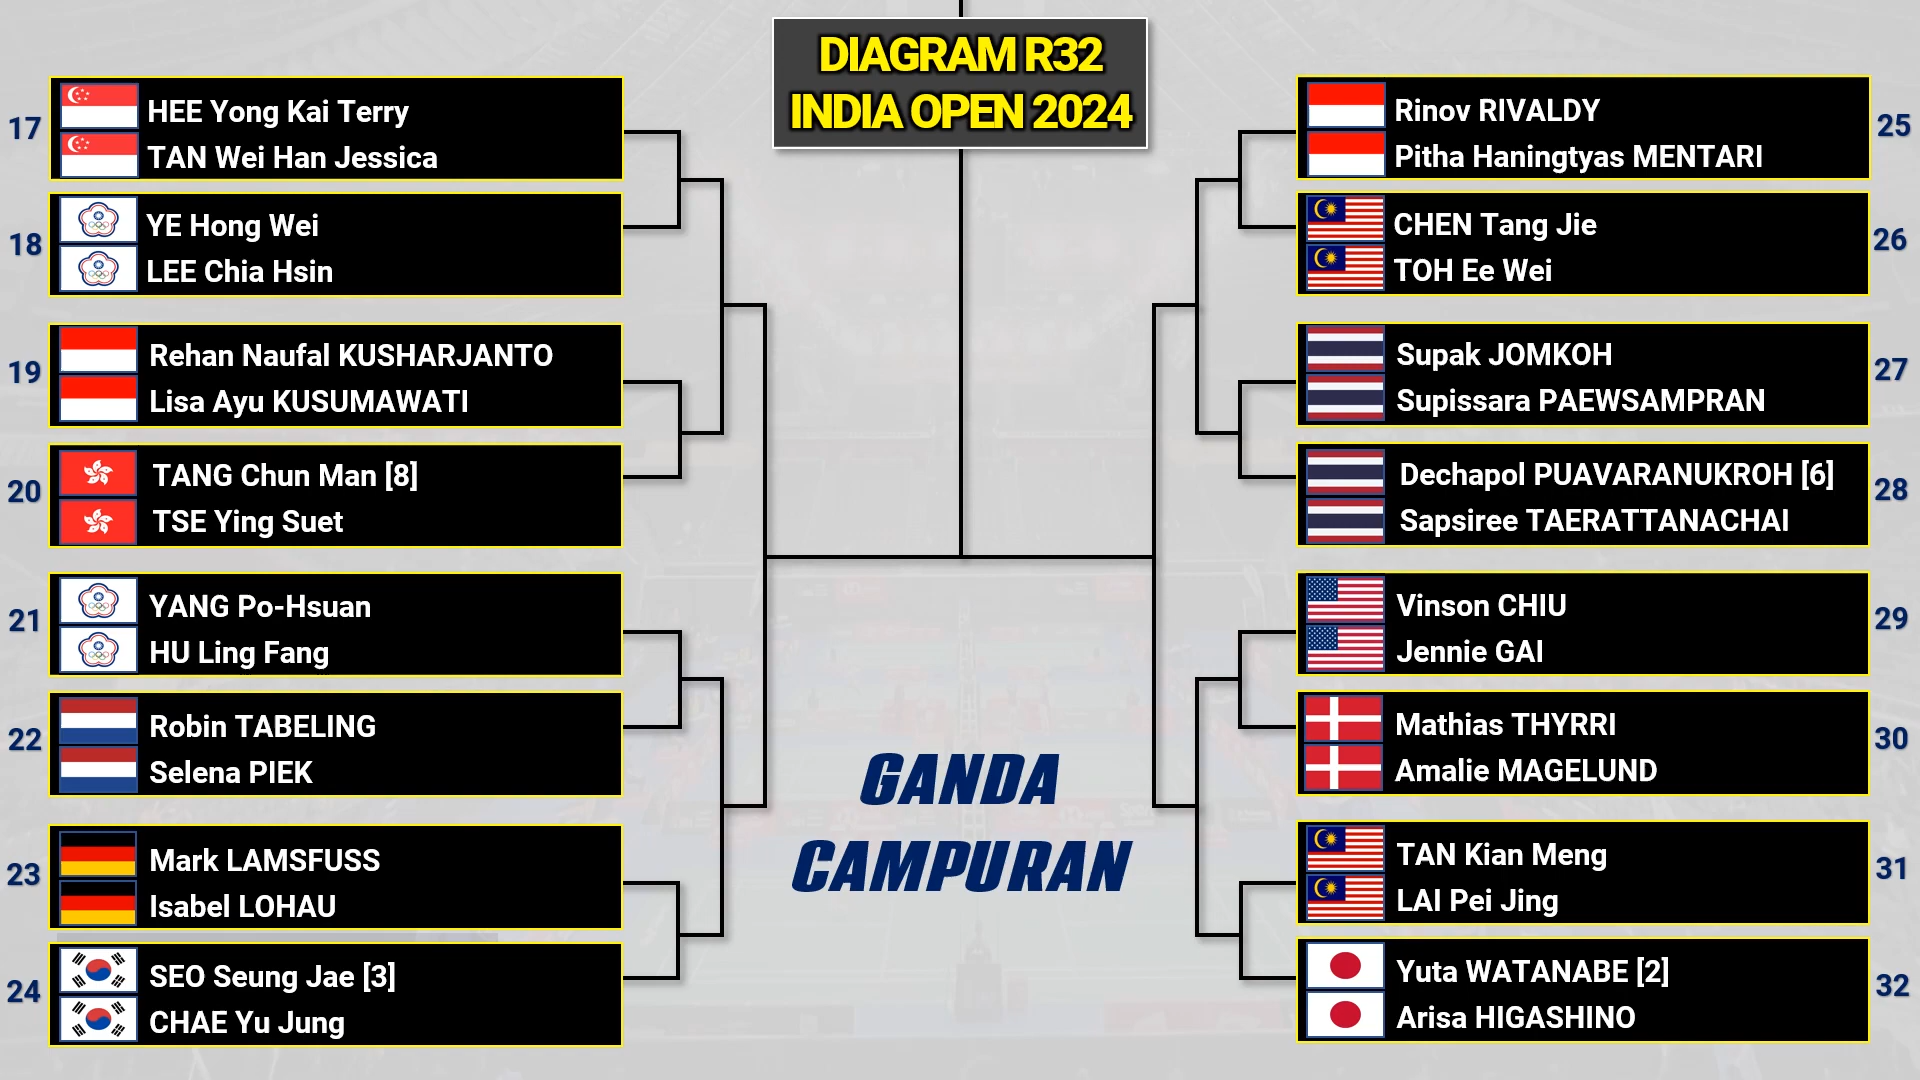 DIAGRAM R32
INDIA OPEN 2024
17
HEE Yong Kai Terry
TAN Wei Han Jessica
18
YE Hong Wei
LEE Chia Hsin
19
Rehan Naufal KUSHARJANTO
Lisa Ayu KUSUMAWATI
20
TANG Chun Man [8]
TSE Ying Suet
21
YANG Po-Hsuan
HU Ling Fang
22
Robin TABELING
Selena PIEK
23
Mark LAMSFUSS
Isabel LOHAU
24
SEO Seung Jae [3]
CHAE Yu Jung
25
Rinov RIVALDY
Pitha Haningtyas MENTARI
26
CHEN Tang Jie
TOH Ee Wei
27
Supak JOMKOH
Supissara PAEWSAMPRAN
28
Dechapol PUAVARANUKROH [6]
Sapsiree TAERATTANACHAI
29
Vinson CHIU
Jennie GAI
30
Mathias THYRRI
Amalie MAGELUND
31
TAN Kian Meng
LAI Pei Jing
32
Yuta WATANABE [2]
Arisa HIGASHINO
GANDA
CAMPURAN